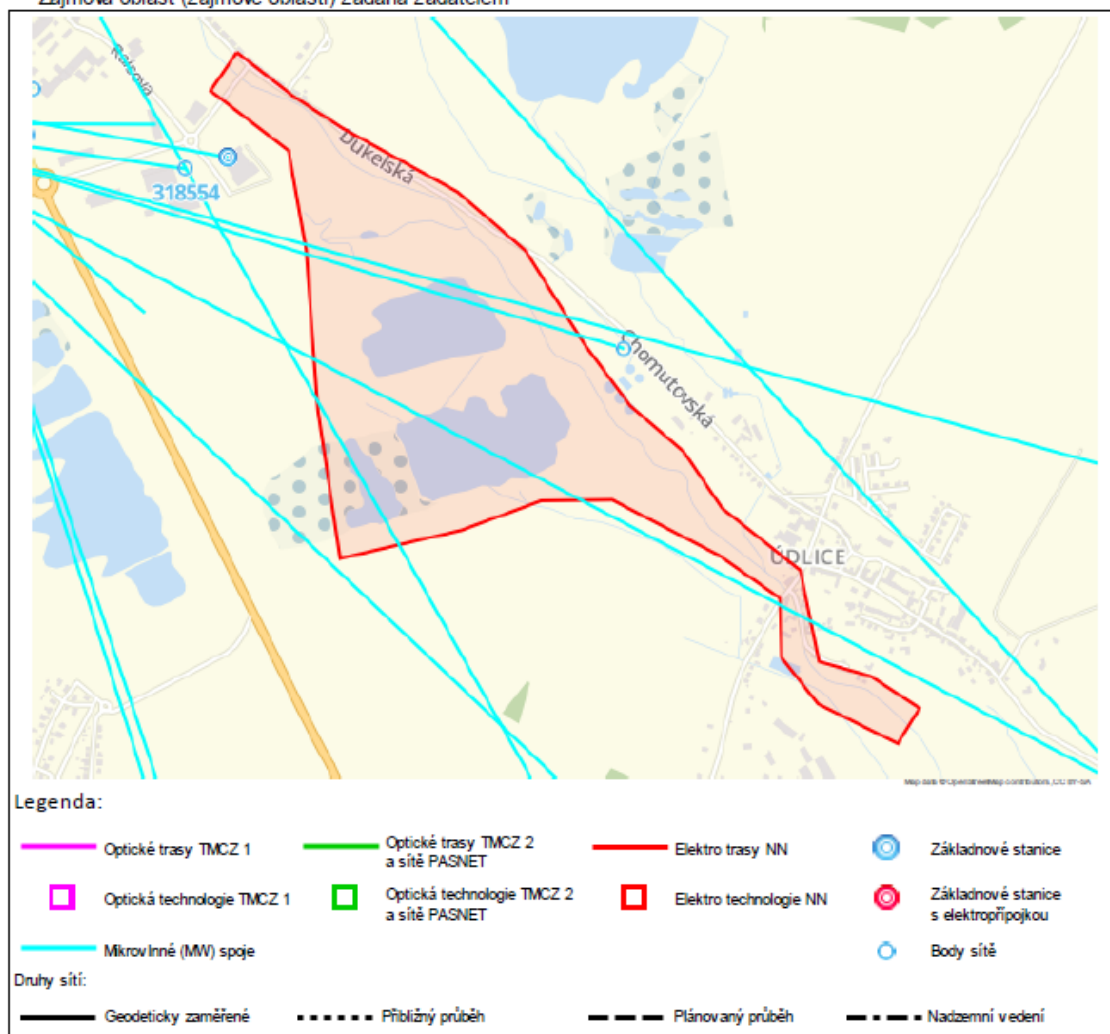 Zájmová oblast (zájmové oblasti) zadaná žadatelem
Raisova
Dukelská
318554
Chomutovská
ÚDLICE
Map data © OpenStreetMap contributors, CC BY-SA
Legenda:
Optické trasy TMCZ 1
Optické trasy TMCZ 2
a sítě PASNET
Elektro trasy NN
Základnové stanice
Optická technologie TMCZ 1
Optická technologie TMCZ 2
a sítě PASNET
Elektro technologie NN
Základnové stanice
s elektropřípojkou
Mikrovlnné (MW) spoje
Body sítě
Druhy sítí:
Geodeticky zaměřené
Přibližný průběh
Plánovaný průběh
Nadzemní vedení